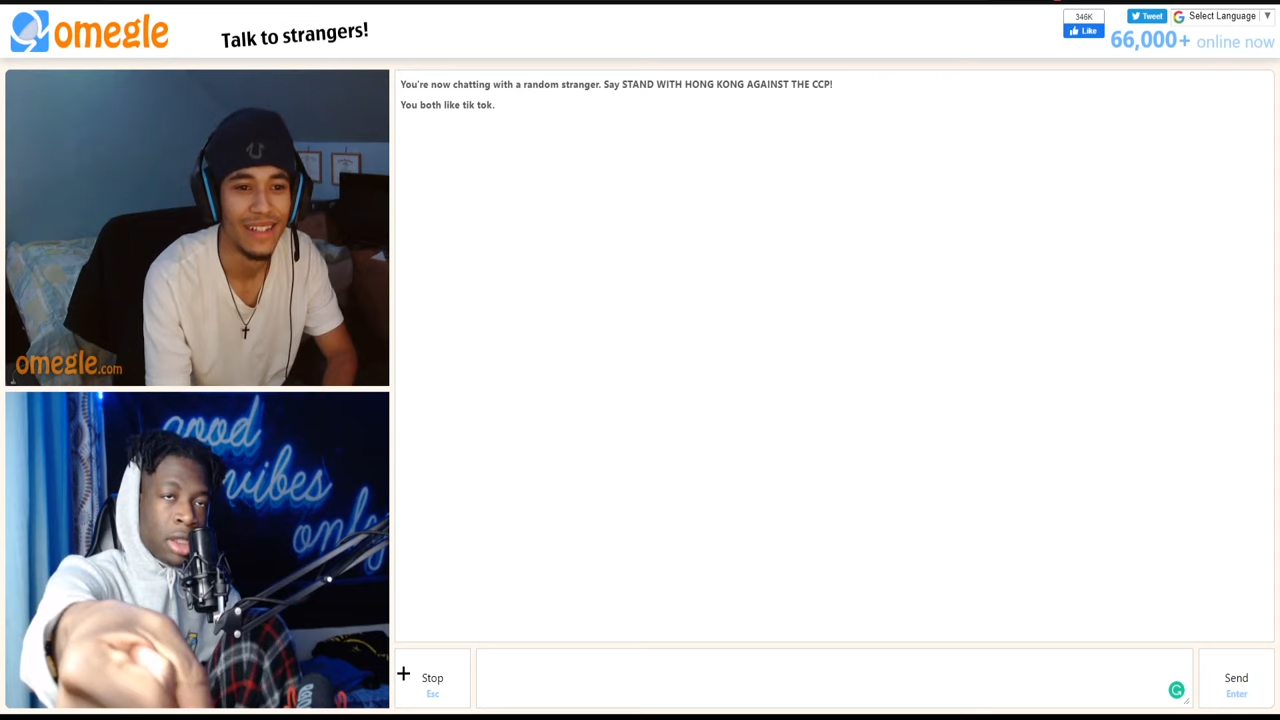 omegle
Talk to strangers!
346K
Like
Tweet
Select Language
66,000+ online now
You're now chatting with a random stranger. Say STAND WITH HONG KONG AGAINST THE CCP!
You both like tik tok.
omegle.com
good
vibes
only
Stop
Esc
Send
Enter